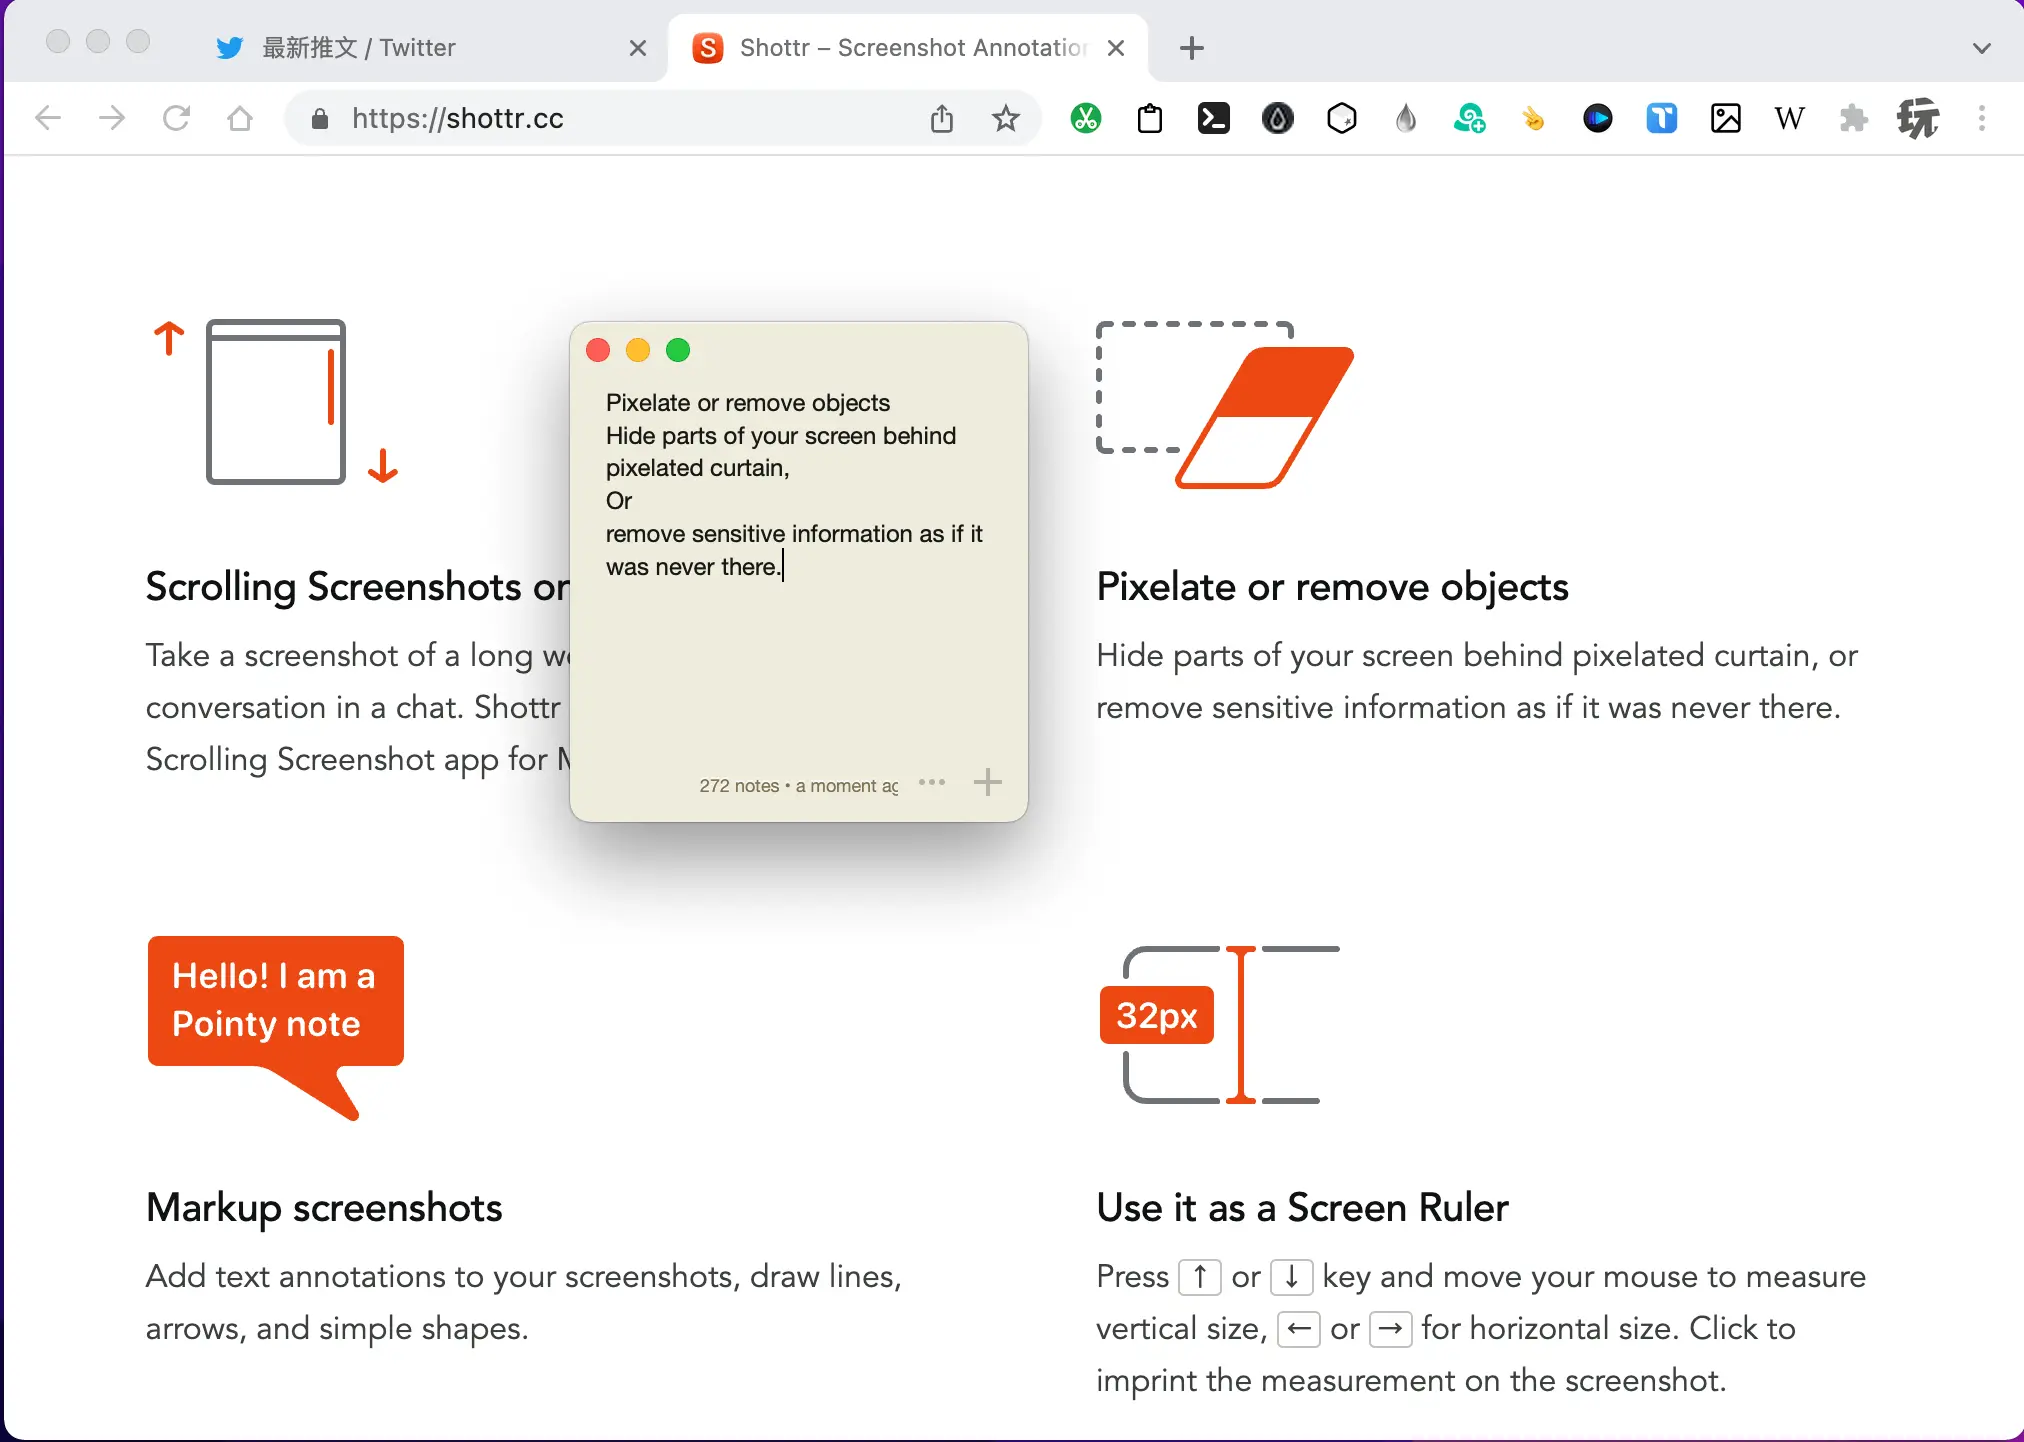 最新推文 / Twitter
Shottr – Screenshot Annotation
https://shottr.cc
W
玩
Pixelate or remove objects
Hide parts of your screen behind
pixelated curtain,
Or
remove sensitive information as if it
was never there.
272 notes • a moment ag
Scrolling Screenshots or
Take a screenshot of a long we
conversation in a chat. Shottr
Scrolling Screenshot app for M
Pixelate or remove objects
Hide parts of your screen behind pixelated curtain, or
remove sensitive information as if it was never there.
Hello! I am a
Pointy note
Markup screenshots
Add text annotations to your screenshots, draw lines,
arrows, and simple shapes.
32px
Use it as a Screen Ruler
Press ↑ or ↓ key and move your mouse to measure
vertical size, ← or → for horizontal size. Click to
imprint the measurement on the screenshot.